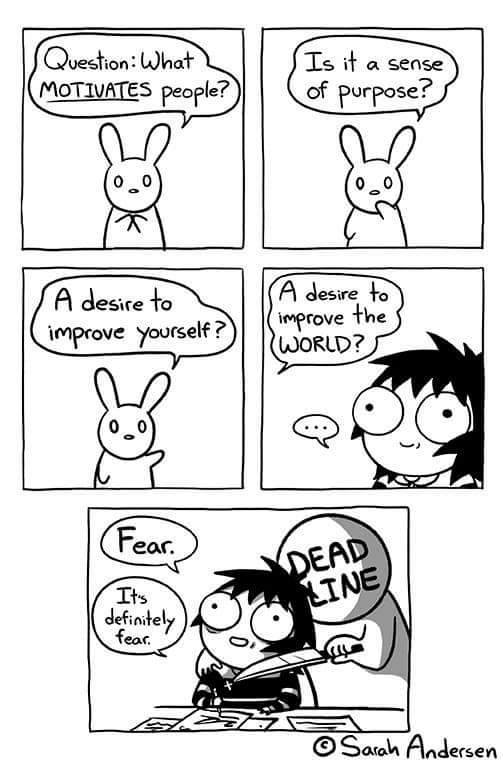 Question: What
MOTIVATES people?
Is it a sense
of purpose?
A desire to
improve yourself?
A desire to
improve the
WORLD?
...
Fear.
It's
definitely
fear.
DEAD
LINE
© Sarah Andersen